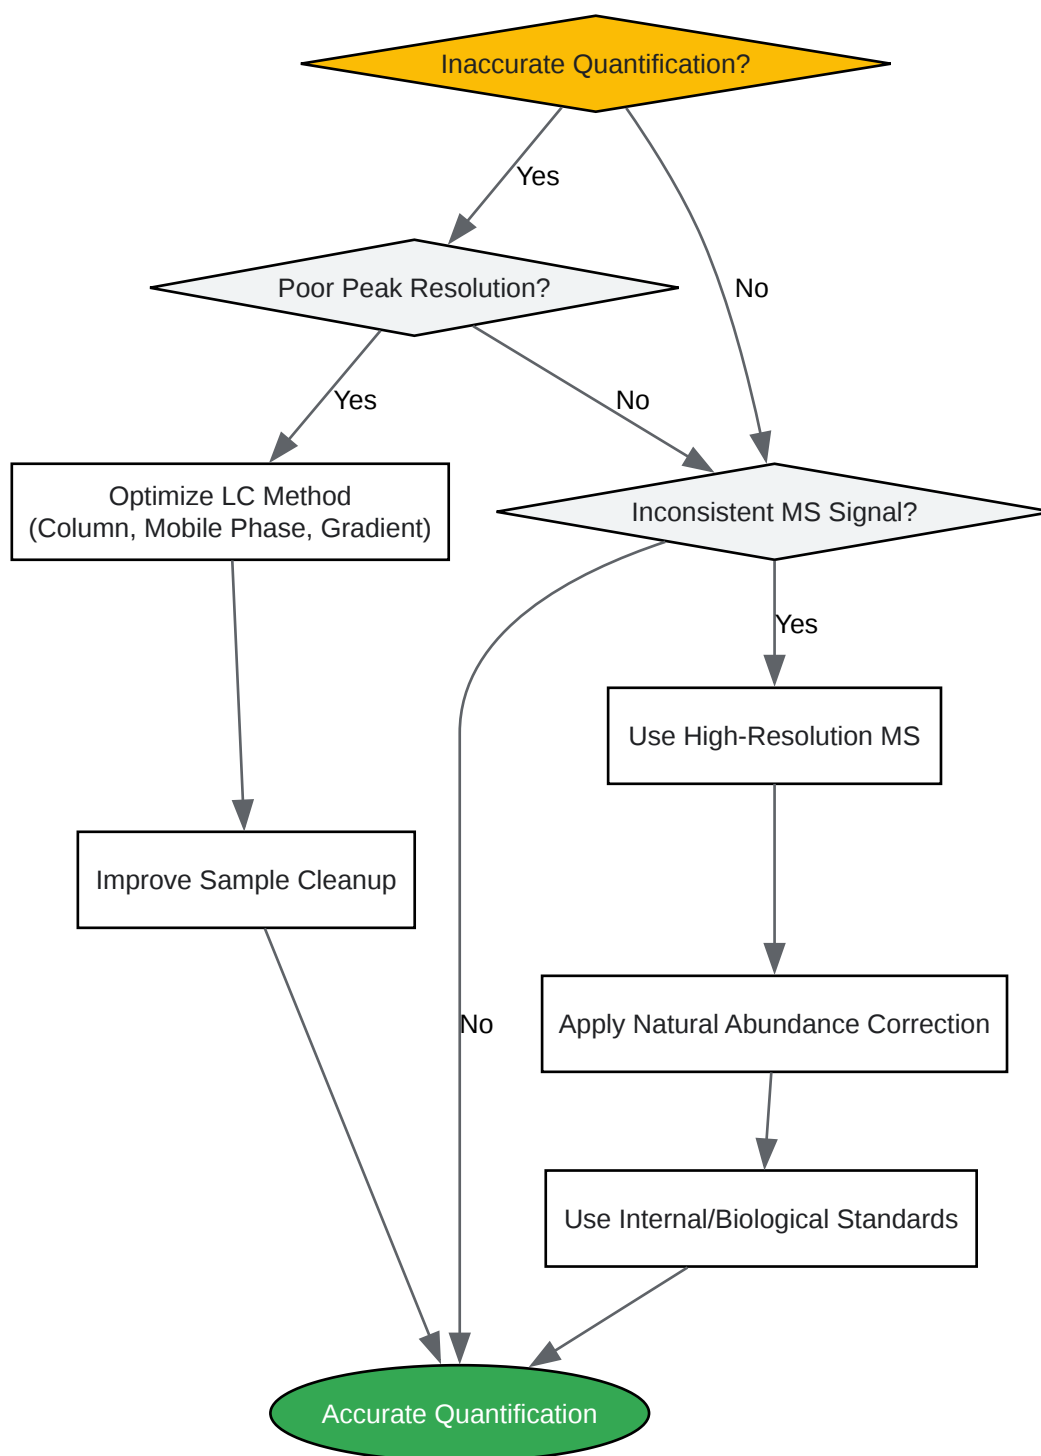 Inaccurate Quantification?
Yes
Poor Peak Resolution?
No
Yes
No
Optimize LC Method
(Column, Mobile Phase, Gradient)
Inconsistent MS Signal?
Yes
Use High-Resolution MS
Improve Sample Cleanup
No
Apply Natural Abundance Correction
Use Internal/Biological Standards
Accurate Quantification